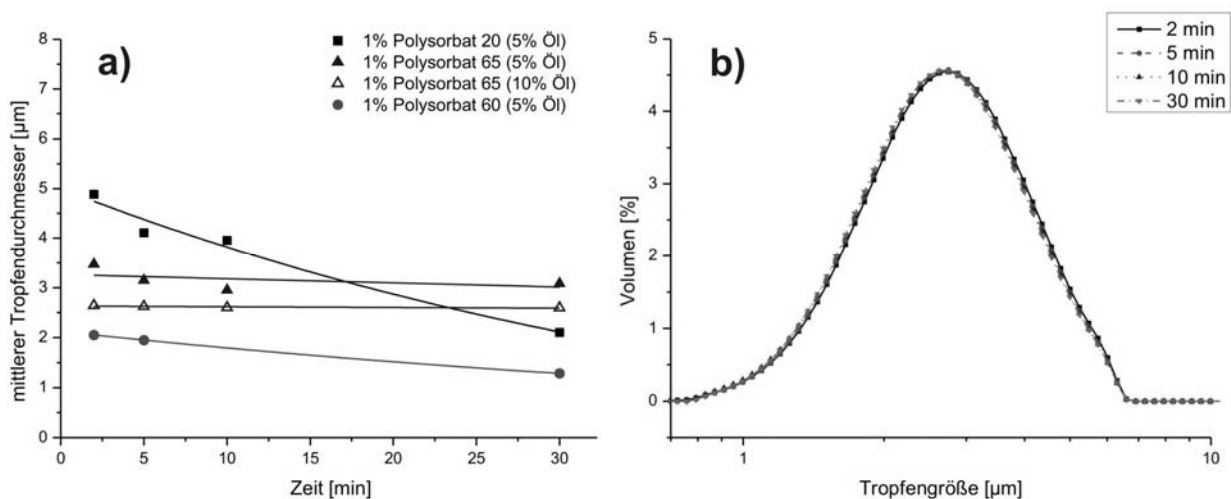 a)
1% Polysorbat 20 (5% Öl)
1% Polysorbat 65 (5% Öl)
1% Polysorbat 65 (10% Öl)
1% Polysorbat 60 (5% Öl)
mittlerer Tropfendurchmesser [µm]
8
7
6
5
4
3
2
1
0
0 5 10 15 20 25 30
Zeit [min]
b)
2 min
5 min
10 min
30 min
Volumen [%]
5
4
3
2
1
0
1 10
Tropfengröße [µm]